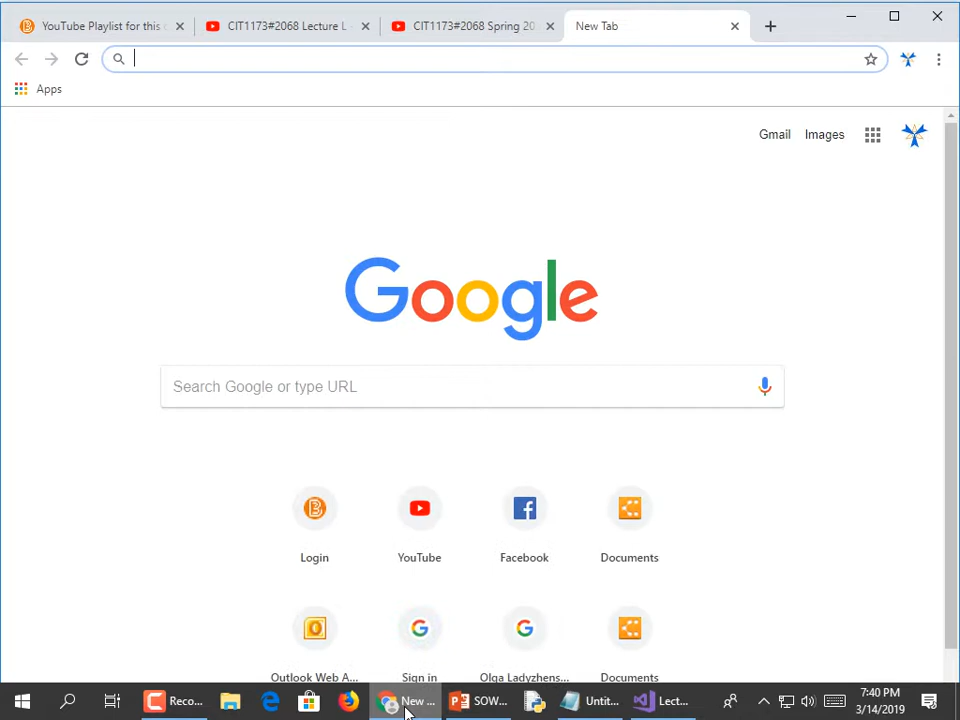 YouTube Playlist for this c
CIT1173#2068 Lecture L
CIT1173#2068 Spring 20
New Tab
Apps
Gmail Images
Google
Search Google or type URL
Login YouTube Facebook Documents
Outlook Web A... Sign in Olga Ladyzhens... Documents
Reco... New ... SOW... Untit... Lect...
7:40 PM
3/14/2019